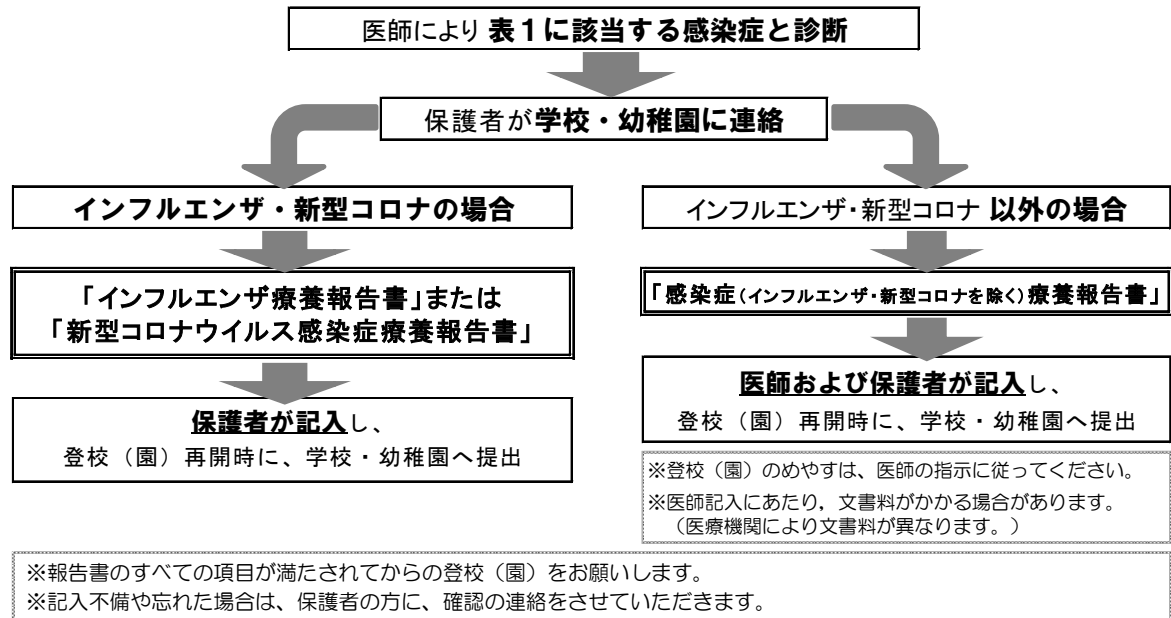 医師により 表1に該当する感染症と診断
保護者が学校・幼稚園に連絡
インフルエンザ・新型コロナの場合
「インフルエンザ療養報告書」または
「新型コロナウイルス感染症療養報告書」
保護者が記入し、
登校（園）再開時に、学校・幼稚園へ提出
インフルエンザ・新型コロナ 以外の場合
「感染症（インフルエンザ・新型コロナを除く）療養報告書」
医師および保護者が記入し、
登校（園）再開時に、学校・幼稚園へ提出
※登校（園）のめやすは、医師の指示に従ってください。
※医師記入にあたり，文書料がかかる場合があります。
（医療機関により文書料が異なります。）
※報告書のすべての項目が満たされてからの登校（園）をお願いします。
※記入不備や忘れた場合は、保護者の方に、確認の連絡をさせていただきます。